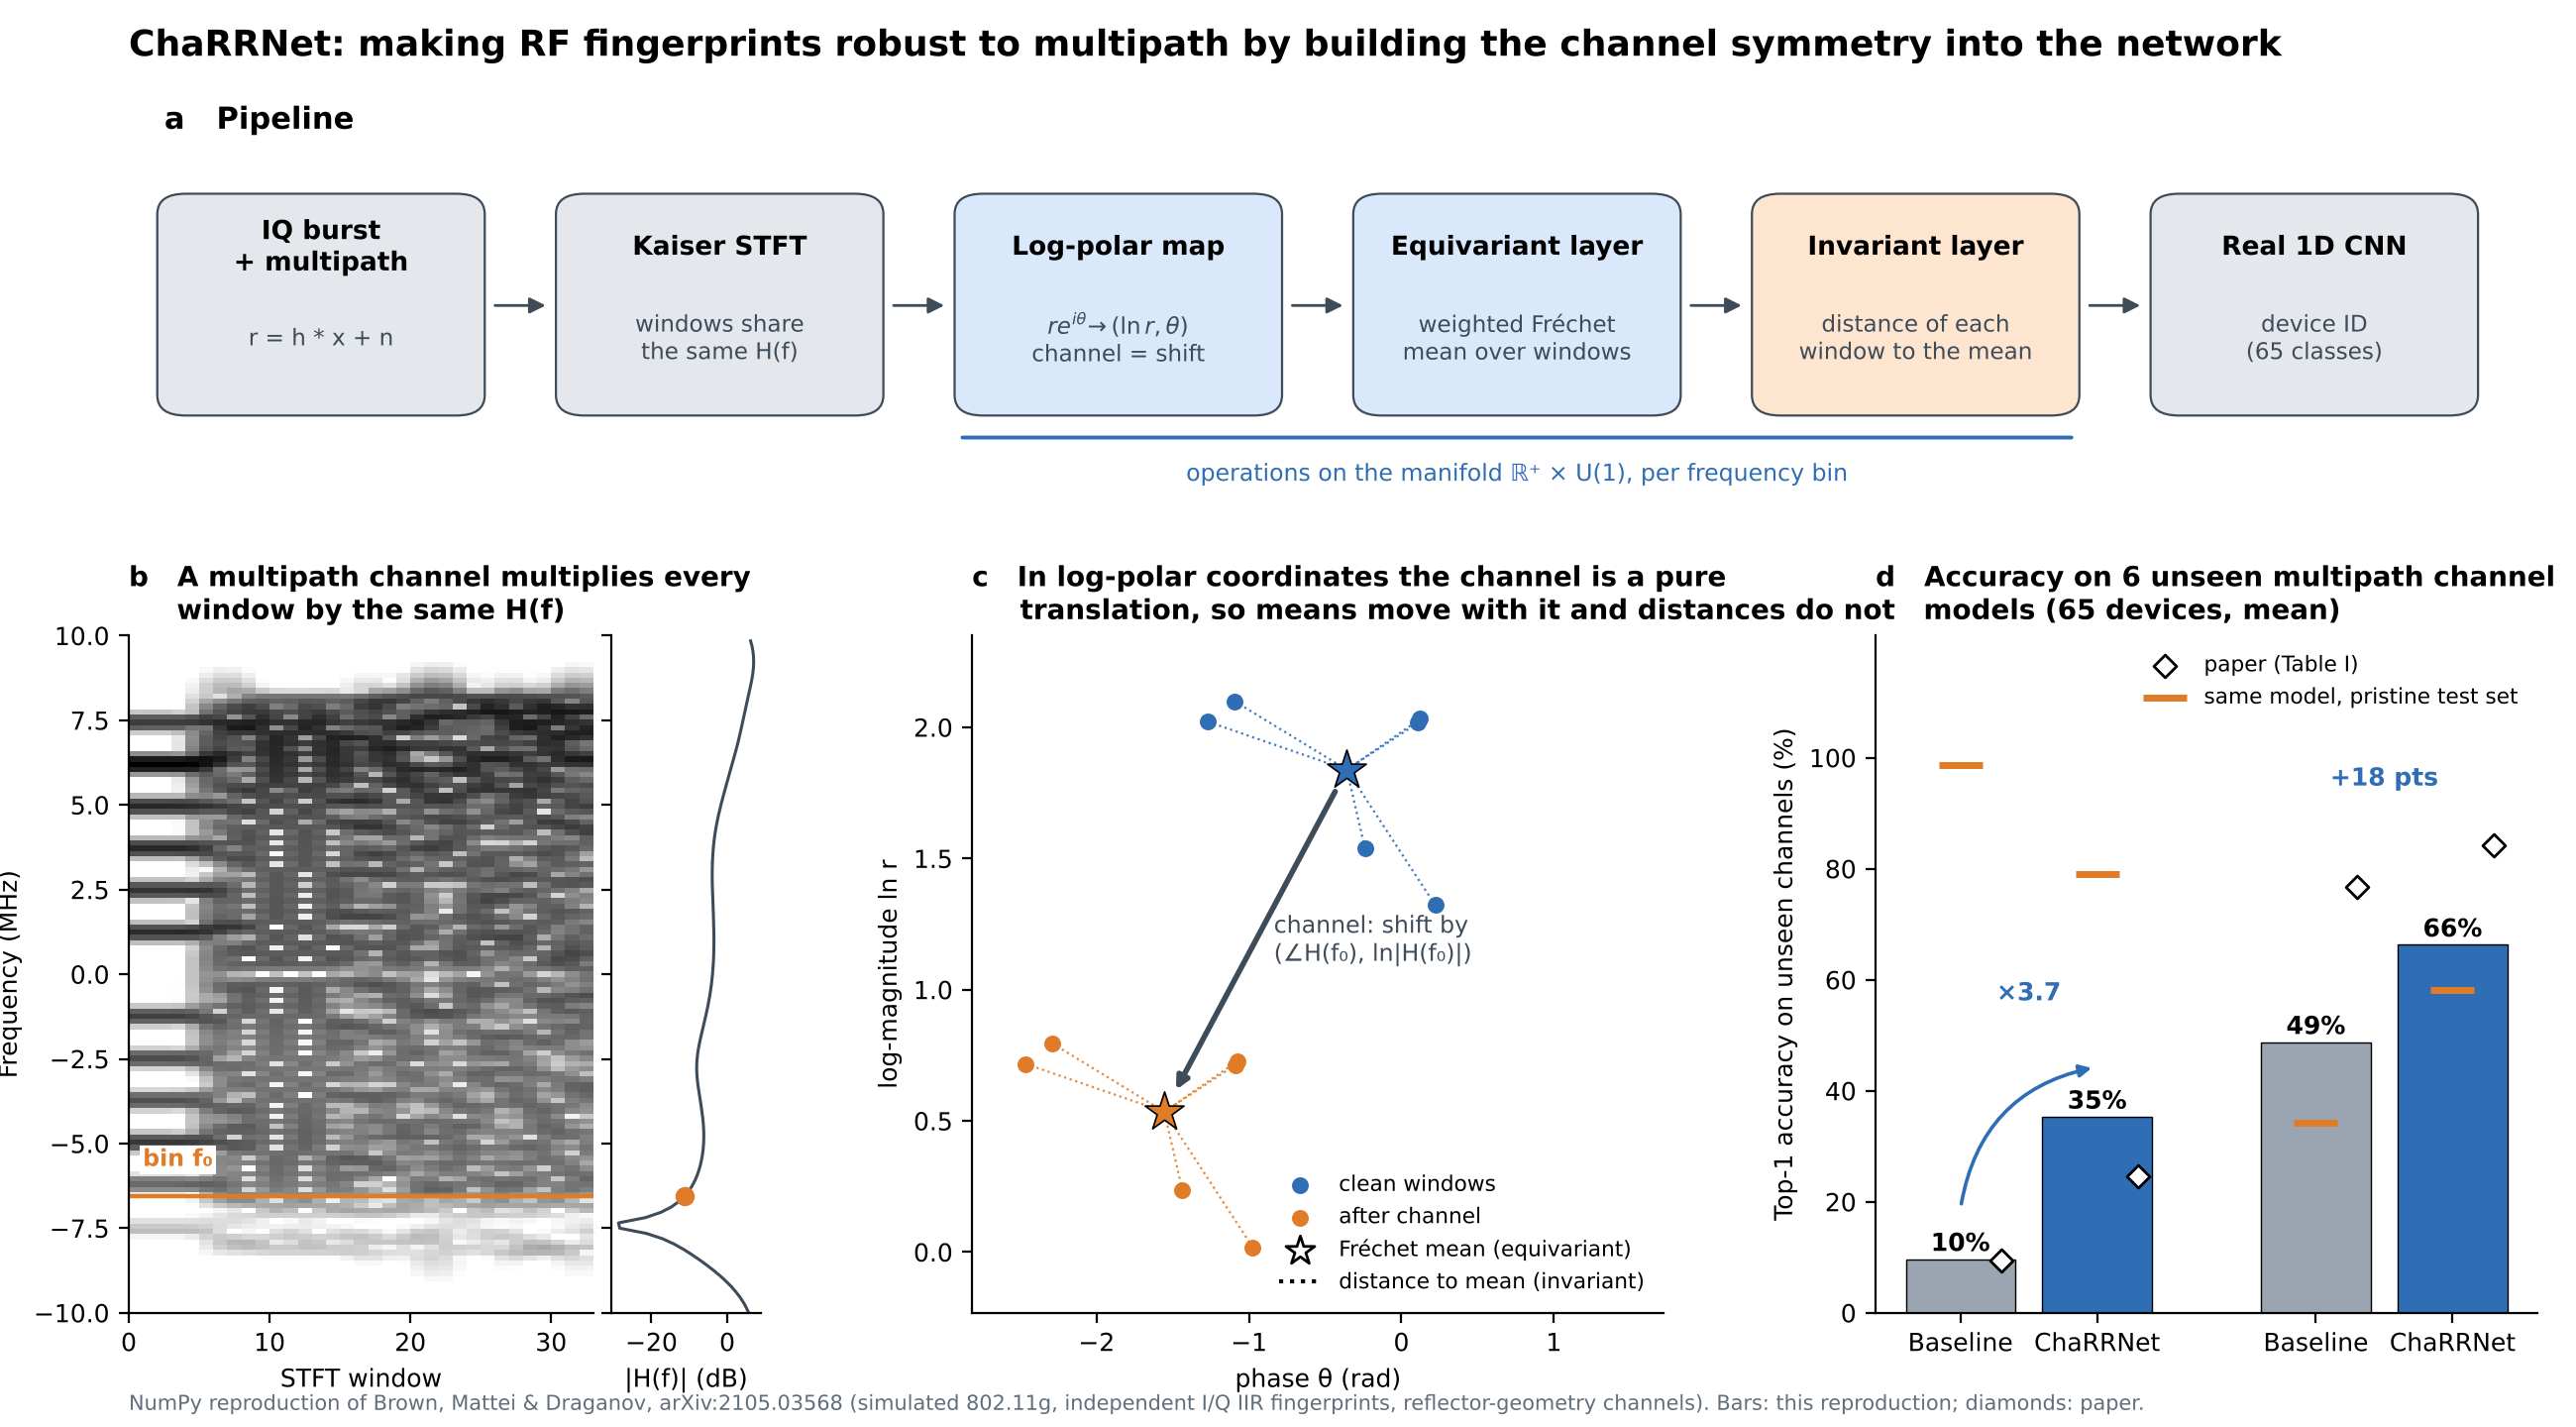 ChaRRNet: making RF fingerprints robust to multipath by building the channel symmetry into the network
a Pipeline
IQ burst
+ multipath
r = h * x + n
Kaiser STFT
windows share
the same H(f)
Log-polar map
re^{iθ} → (ln r, θ)
channel = shift
Equivariant layer
weighted Fréchet
mean over windows
Invariant layer
distance of each
window to the mean
Real 1D CNN
device ID
(65 classes)
operations on the manifold ℝ⁺ × U(1), per frequency bin
b A multipath channel multiplies every
window by the same H(f)
Frequency (MHz)
10.0
7.5
5.0
2.5
0.0
−2.5
−5.0
−7.5
−10.0
bin f₀
0 10 20 30
STFT window
−20 0
|H(f)| (dB)
c In log-polar coordinates the channel is a pure
translation, so means move with it and distances do not
log-magnitude ln r
2.0
1.5
1.0
0.5
0.0
channel: shift by
(∠H(f₀), ln|H(f₀)|)
clean windows
after channel
Fréchet mean (equivariant)
distance to mean (invariant)
−2 −1 0 1
phase θ (rad)
d Accuracy on 6 unseen multipath channel
models (65 devices, mean)
Top-1 accuracy on unseen channels (%)
100
80
60
40
20
0
paper (Table I)
same model, pristine test set
+18 pts
×3.7
10%
35%
49%
66%
Baseline ChaRRNet Baseline ChaRRNet
NumPy reproduction of Brown, Mattei & Draganov, arXiv:2105.03568 (simulated 802.11g, independent I/Q IIR fingerprints, reflector-geometry channels). Bars: this reproduction; diamonds: paper.